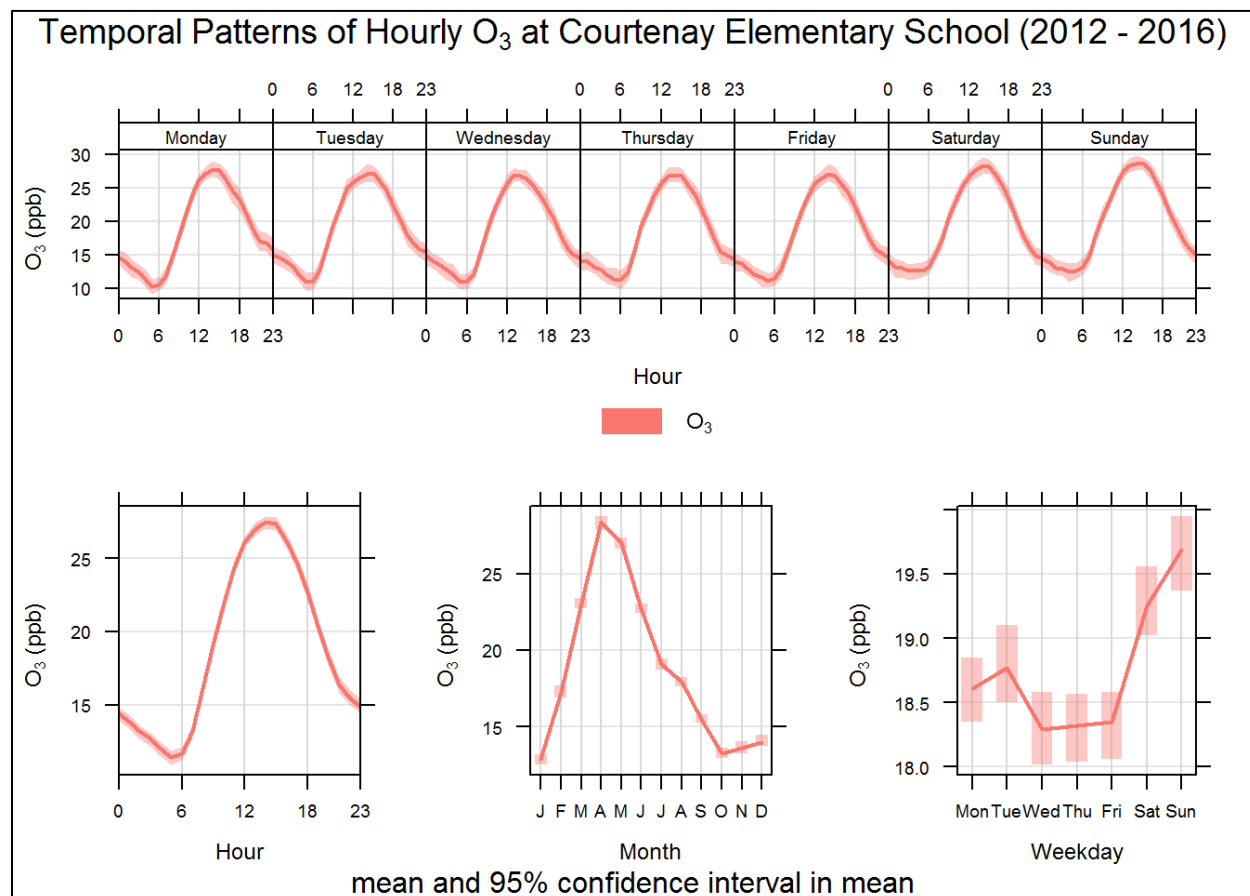 Temporal Patterns of Hourly O₃ at Courtenay Elementary School (2012 - 2016)
0 6 12 18 23 0 6 12 18 23 0 6 12 18 23
Monday Tuesday Wednesday Thursday Friday Saturday Sunday
30
25
20
15
10
O₃ (ppb)
0 6 12 18 23 0 6 12 18 23 0 6 12 18 23 0 6 12 18 23
Hour
O₃
25
20
15
O₃ (ppb)
0 6 12 18 23
Hour
25
20
15
O₃ (ppb)
J F M A M J J A S O N D
Month
19.5
19.0
18.5
18.0
O₃ (ppb)
Mon Tue Wed Thu Fri Sat Sun
Weekday
mean and 95% confidence interval in mean